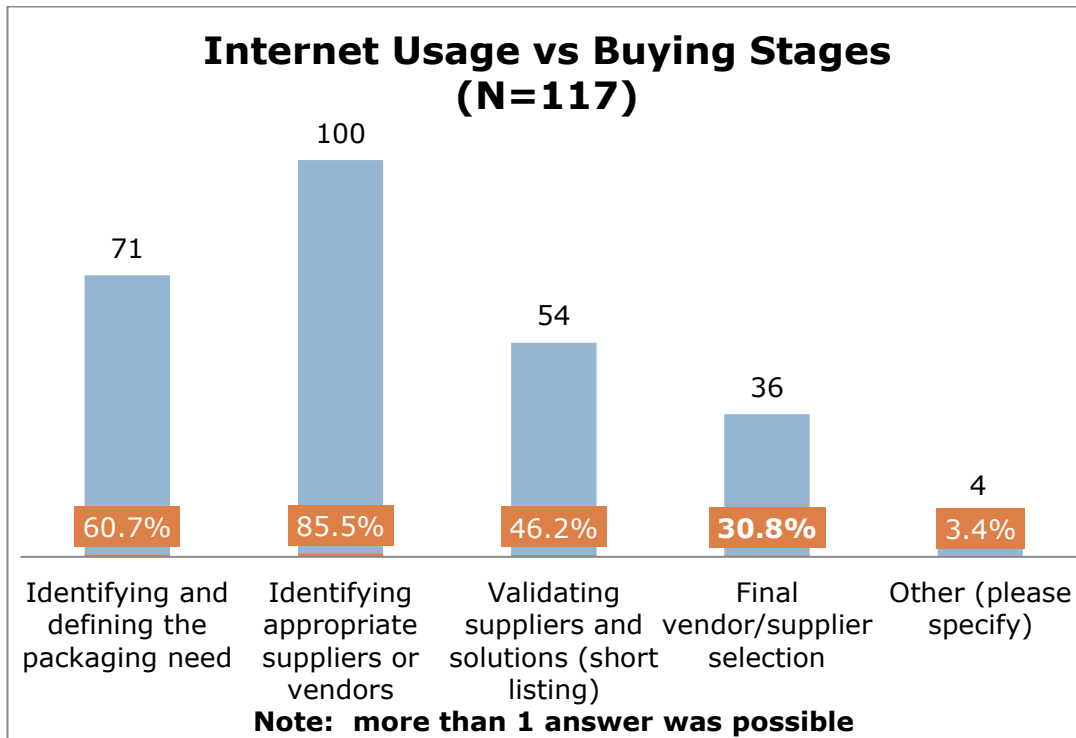 Internet Usage vs Buying Stages
(N=117)
100
71
54
36
4
60.7%
85.5%
46.2%
30.8%
3.4%
Identifying and
defining the
packaging need
Identifying
appropriate
suppliers or
vendors
Validating
suppliers and
solutions (short
listing)
Final
vendor/supplier
selection
Other (please
specify)
Note:  more than 1 answer was possible